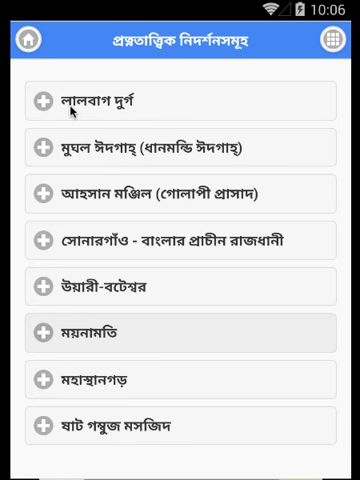 10:06
প্রত্নতাত্ত্বিক নিদর্শনসমূহ
লালবাগ দুর্গ
মুঘল ঈদগাহ্ (ধানমন্ডি ঈদগাহ্)
আহসান মঞ্জিল (গোলাপী প্রাসাদ)
সোনারগাঁও - বাংলার প্রাচীন রাজধানী
উয়ারী-বটেশ্বর
ময়নামতি
মহাস্থানগড়
ষাট গম্বুজ মসজিদ